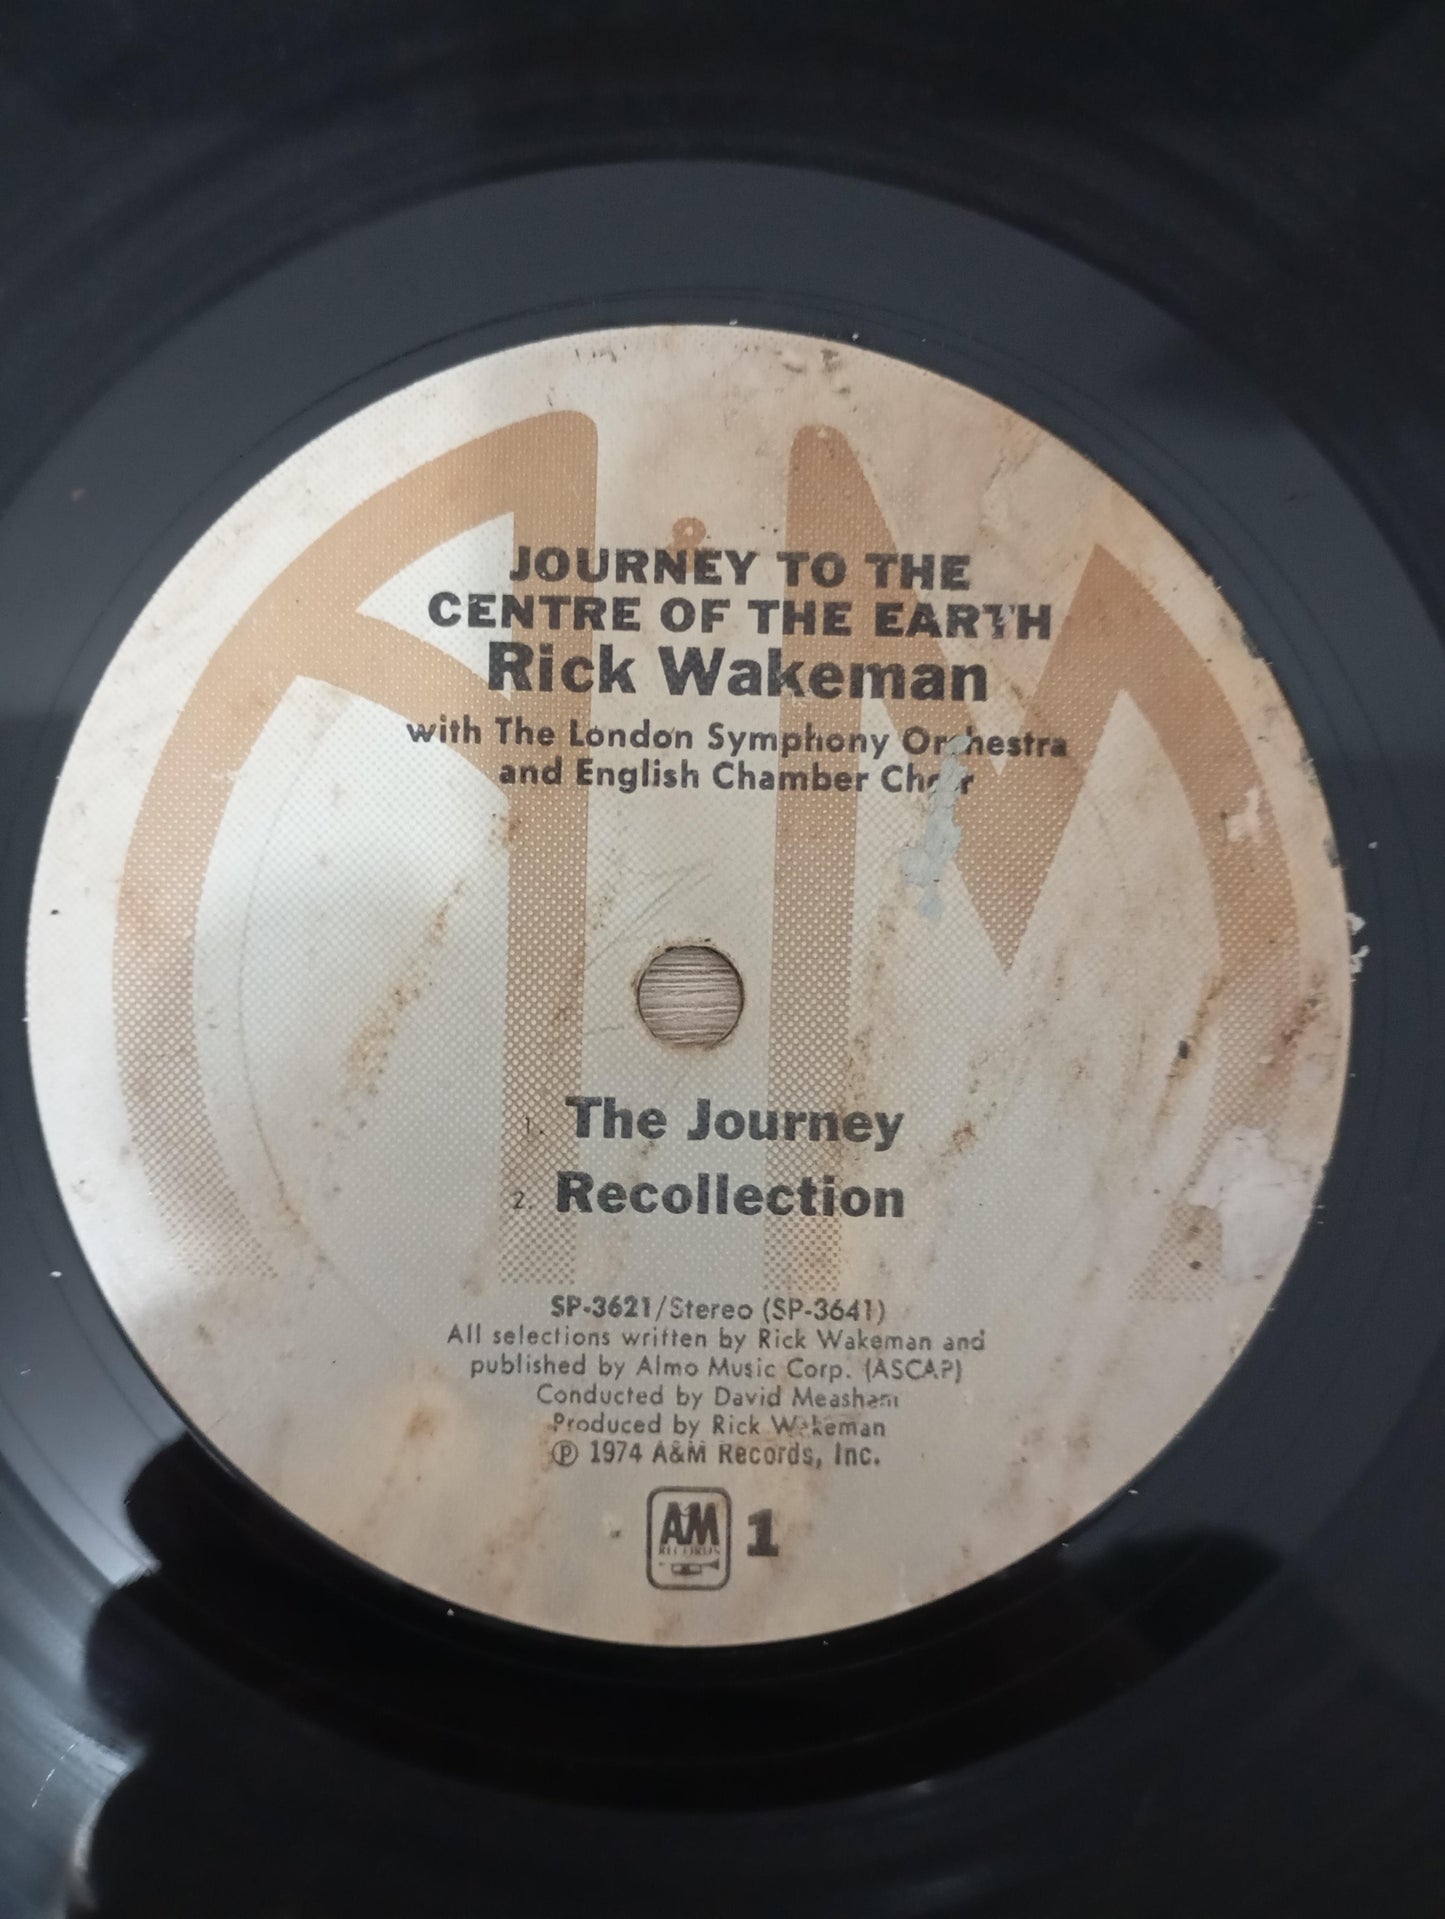 JOURNEY TO THE
CENTRE OF THE EARTH
Rick Wakeman
with The London Symphony Orchestra
and English Chamber Choir
1. The Journey
2. Recollection
SP-3621/Stereo (SP-3641)
All selections written by Rick Wakeman and
published by Almo Music Corp. (ASCAP)
Conducted by David Measham
Produced by Rick Wakeman
℗ 1974 A&M Records, Inc.
A&M 1
RECORDS